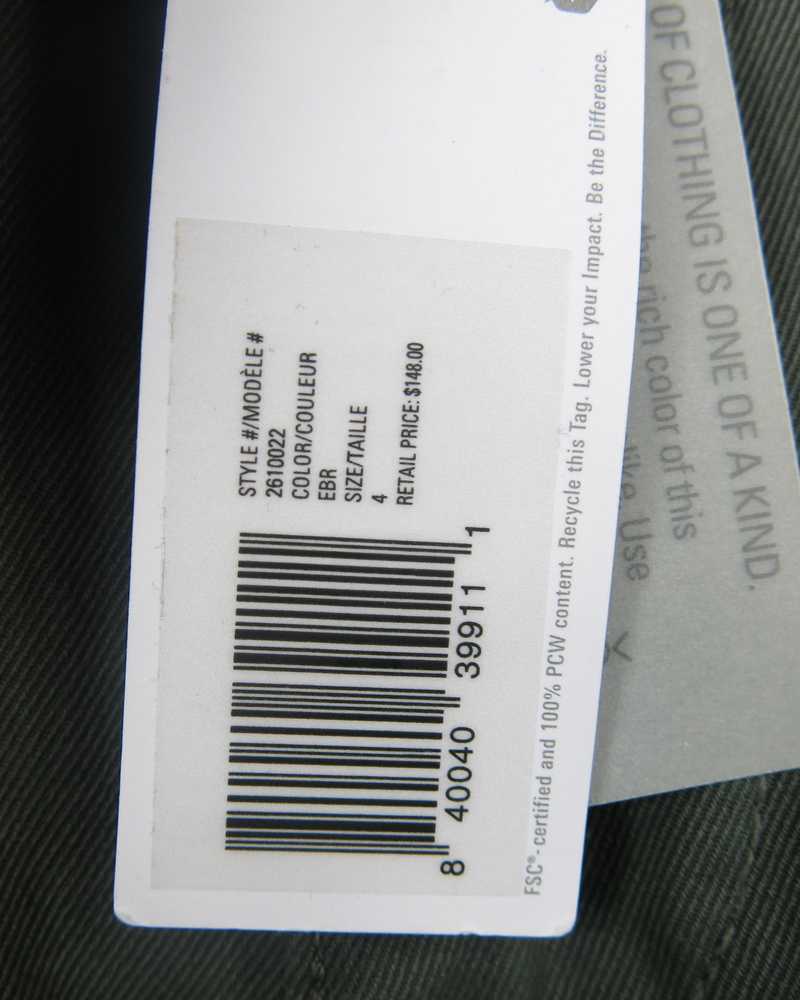 STYLE #/MODÈLE #
2610022
COLOR/COULEUR
EBR
SIZE/TAILLE
4
RETAIL PRICE: $148.00
8 40040 39911 1
FSC®-certified and 100% PCW content. Recycle this Tag. Lower your Impact. Be the Difference.
OF CLOTHING IS ONE OF A KIND.
the rich color of this
like. Use